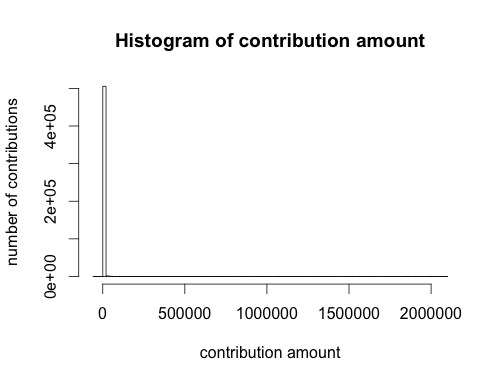 Histogram of contribution amount
number of contributions
0e+00
2e+05
4e+05
0
500000
1000000
1500000
2000000
contribution amount